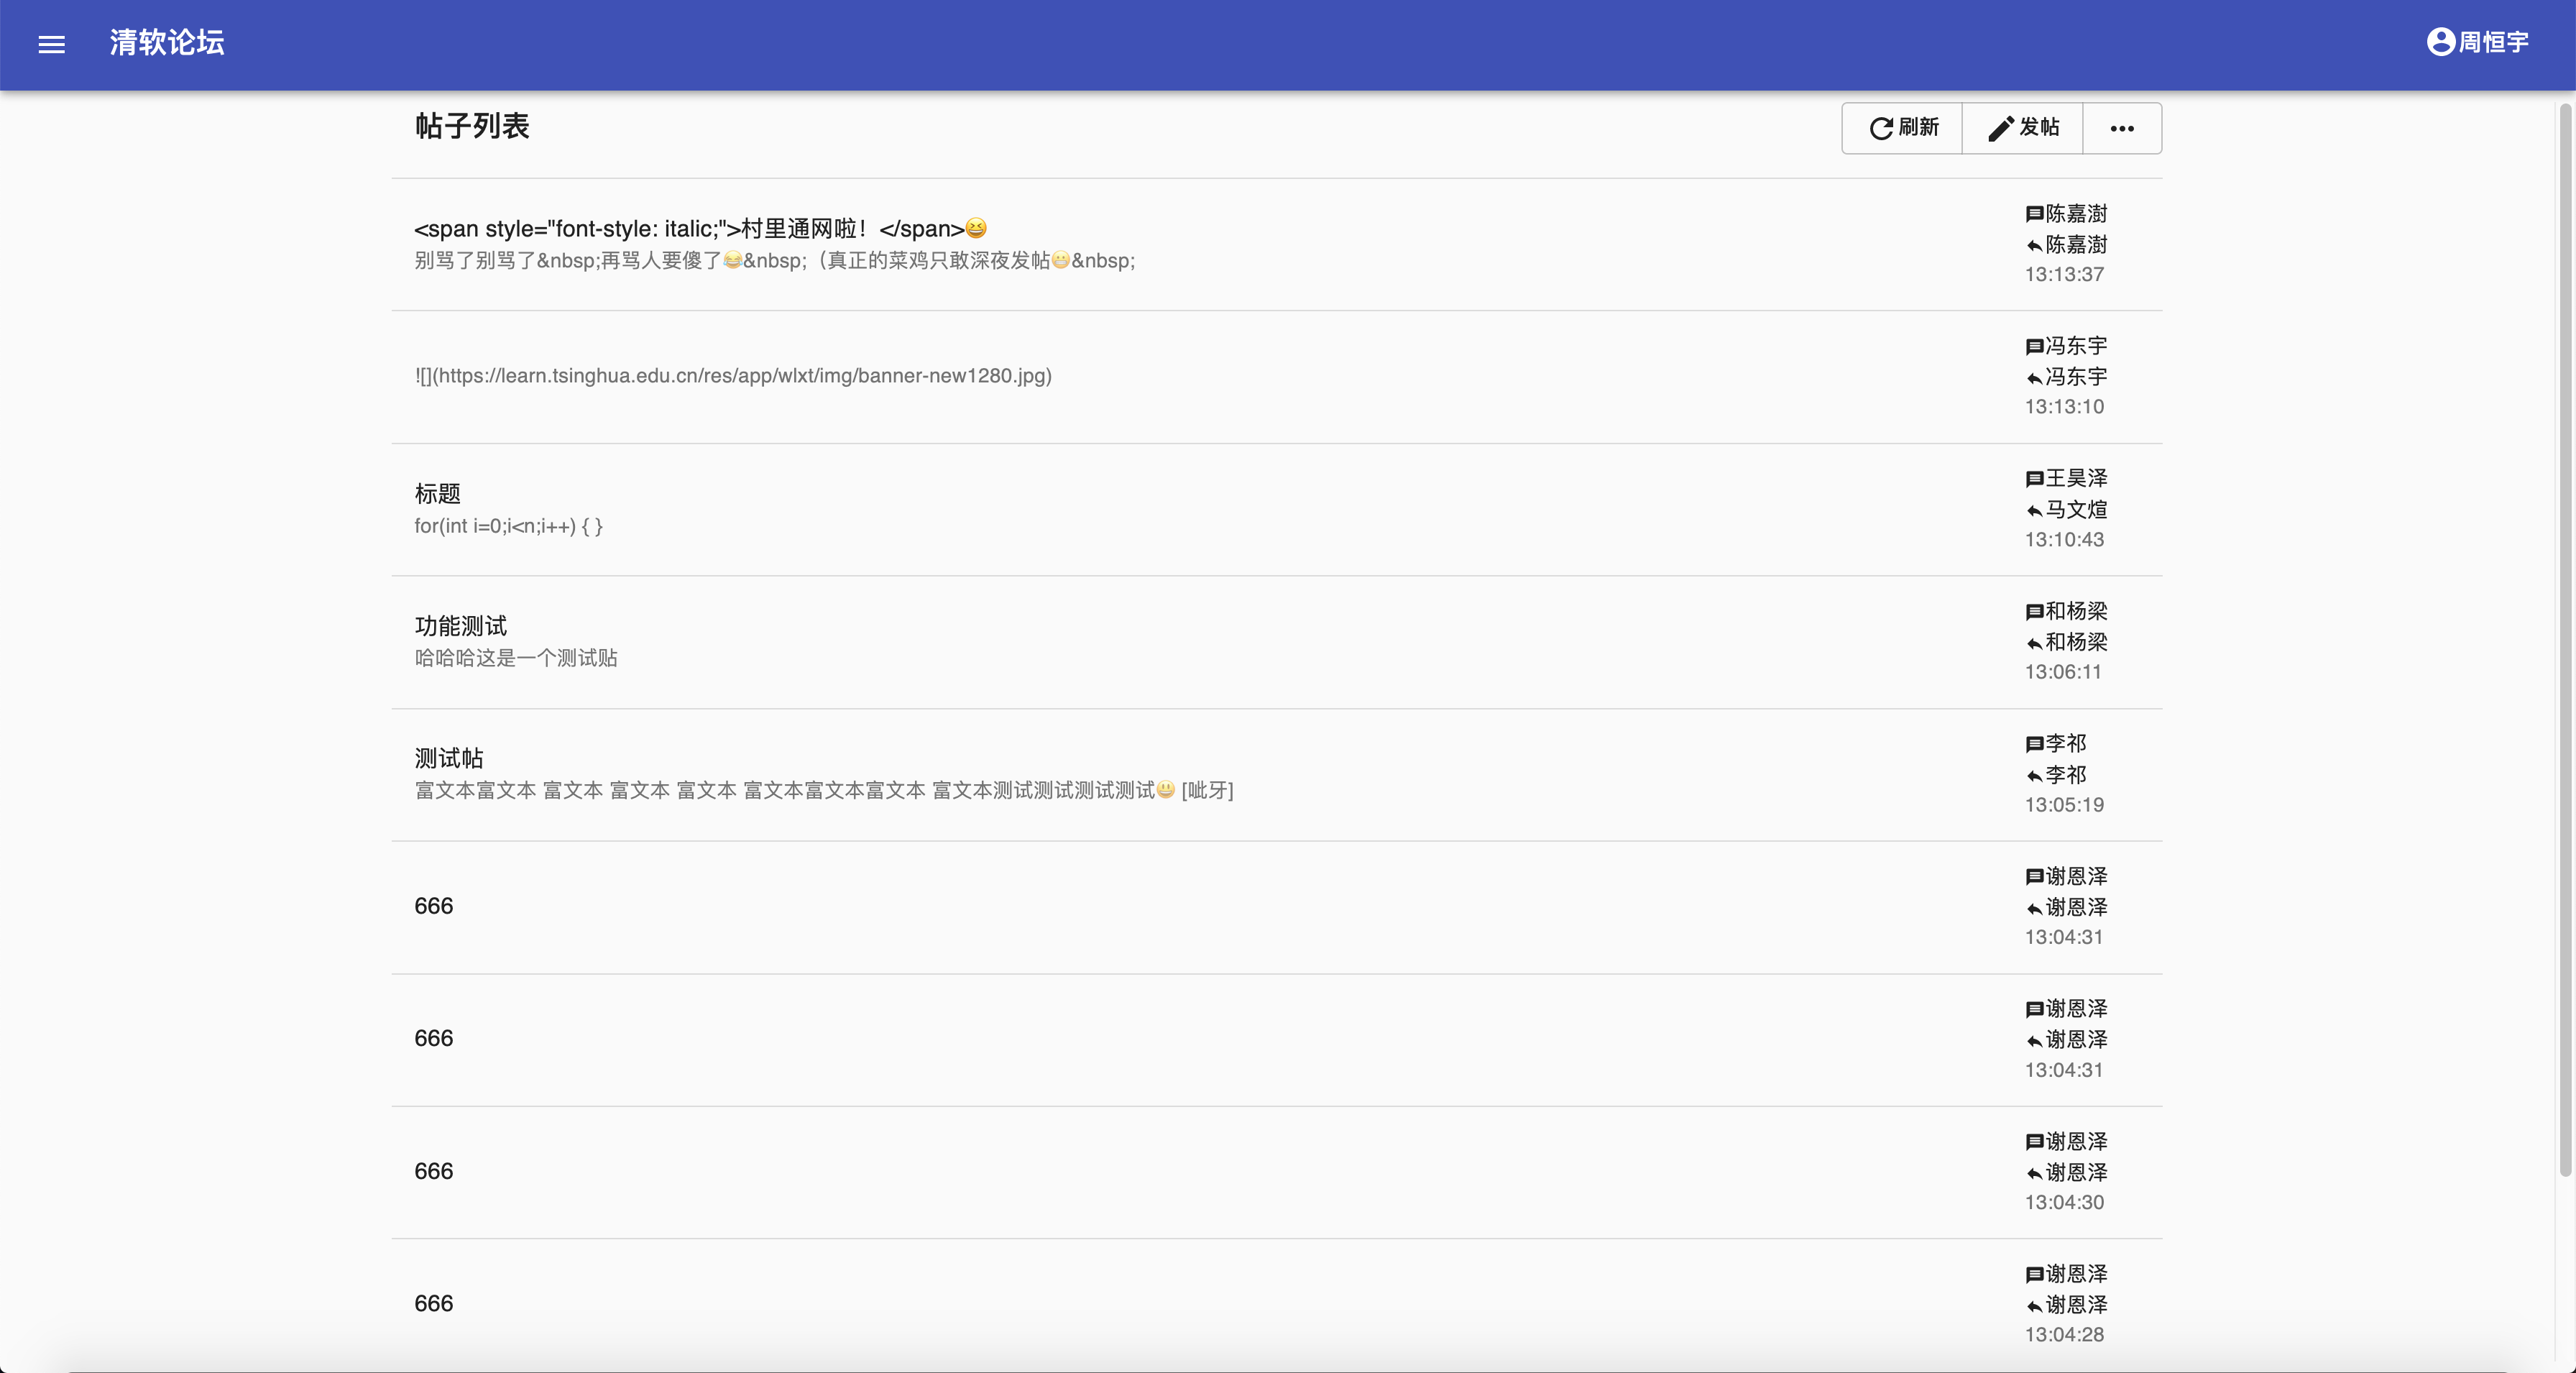 清软论坛
周恒宇
帖子列表
刷新
发帖
<span style="font-style: italic;">村里通网啦！</span>😆
别骂了别骂了&nbsp;再骂人要傻了😂&nbsp;（真正的菜鸡只敢深夜发帖😬&nbsp;
陈嘉澍
陈嘉澍
13:13:37
![](https://learn.tsinghua.edu.cn/res/app/wlxt/img/banner-new1280.jpg)
冯东宇
冯东宇
13:13:10
标题
for(int i=0;i<n;i++) { }
王昊泽
马文煊
13:10:43
功能测试
哈哈哈这是一个测试贴
和杨梁
和杨梁
13:06:11
测试帖
富文本富文本 富文本 富文本 富文本 富文本富文本富文本 富文本测试测试测试测试😃 [呲牙]
李祁
李祁
13:05:19
666
谢恩泽
谢恩泽
13:04:31
666
谢恩泽
谢恩泽
13:04:31
666
谢恩泽
谢恩泽
13:04:30
666
谢恩泽
谢恩泽
13:04:28